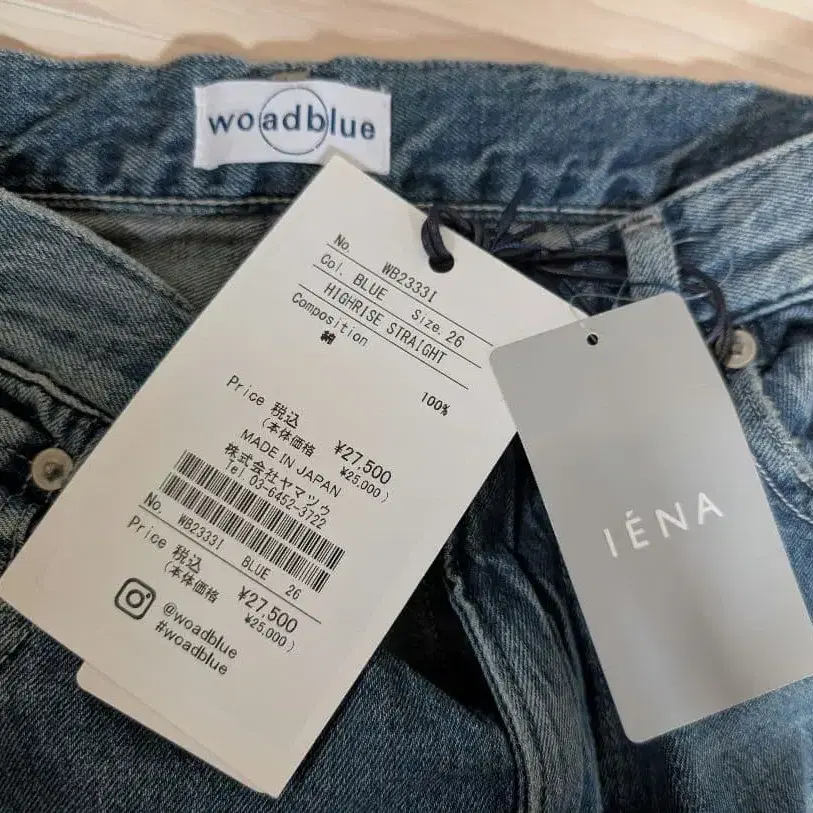 woadblue
No. WB2333I
Col. BLUE Size. 26
HIGHRISE STRAIGHT
Composition
綿 100%
Price 税込 ¥27,500
(本体価格 ¥25,000)
MADE IN JAPAN
株式会社ヤマツウ
Tel 03-6452-3722
No. WB2333I BLUE 26
Price 税込 ¥27,500
(本体価格 ¥25,000)
@woadblue
#woadblue
IÉNA